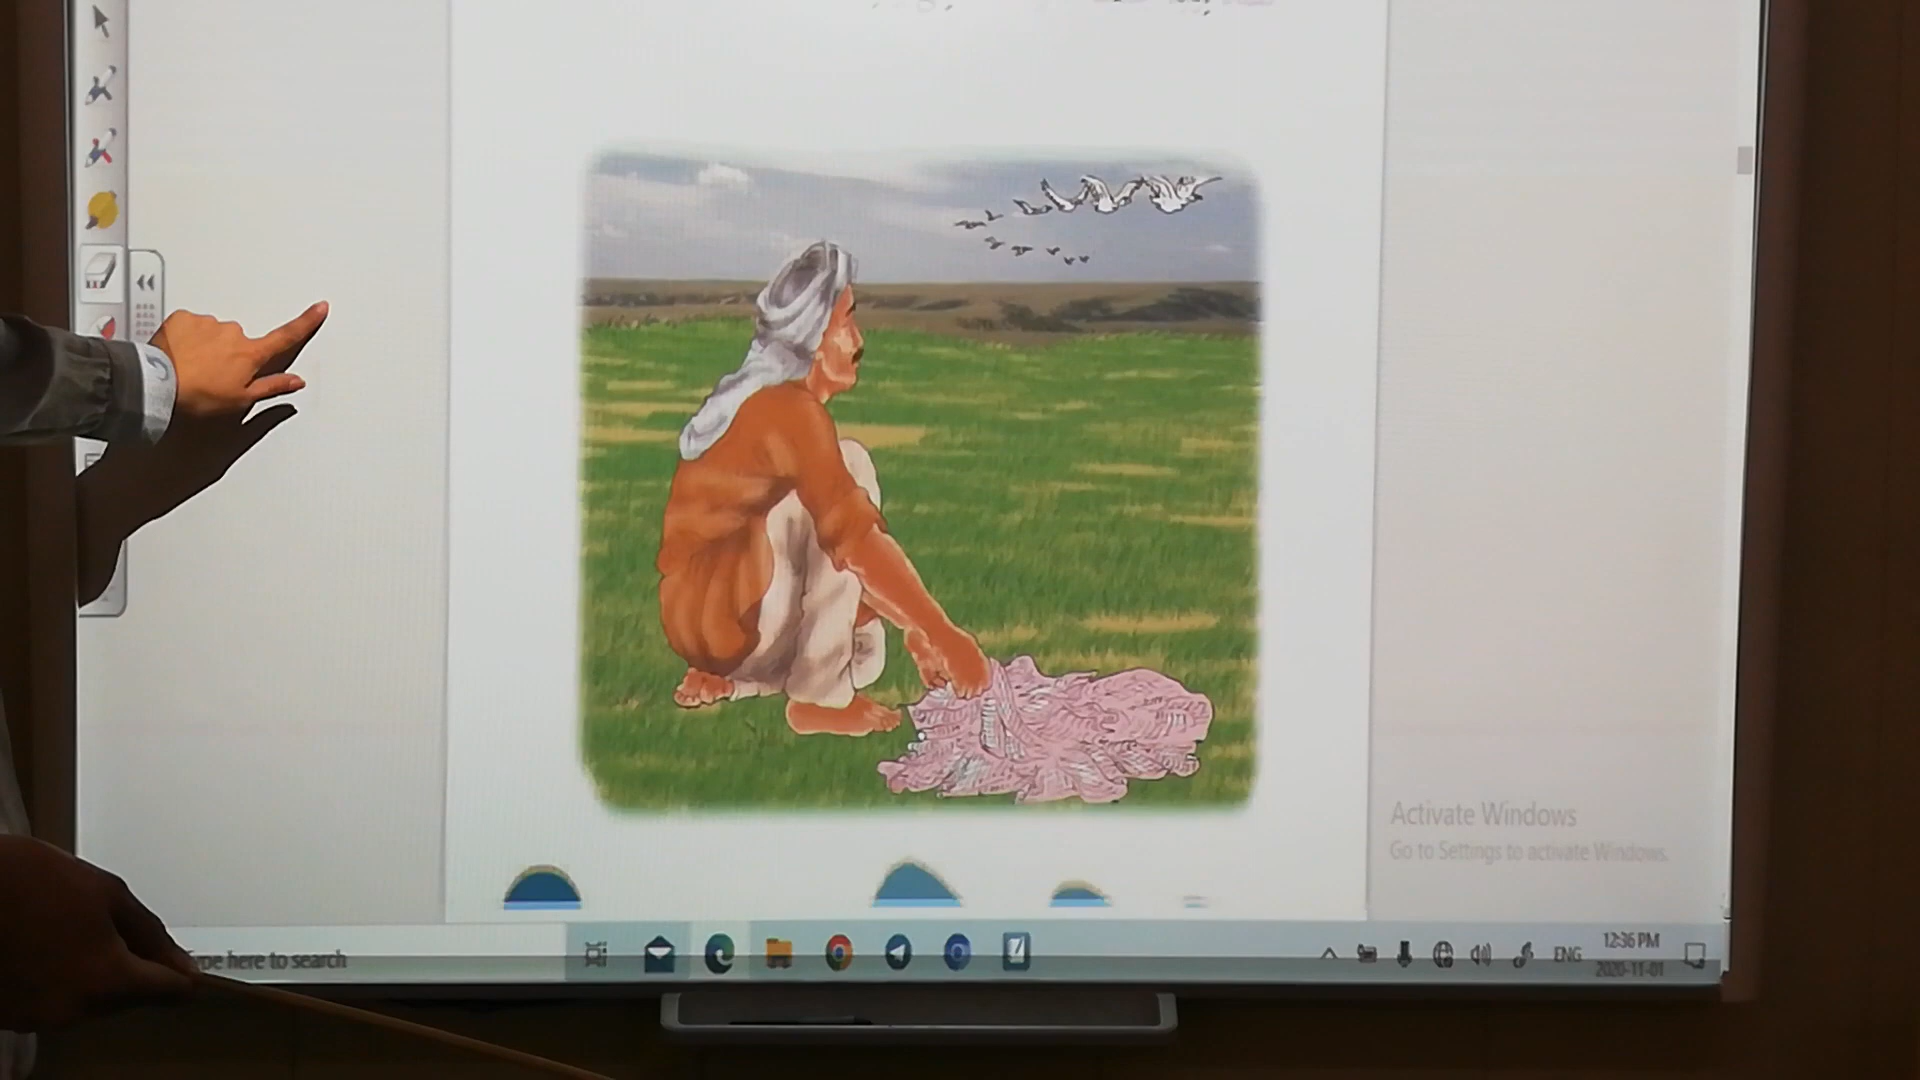 Activate Windows
Go to Settings to activate Windows.
ype here to search
ENG
12:36 PM
2020-11-01